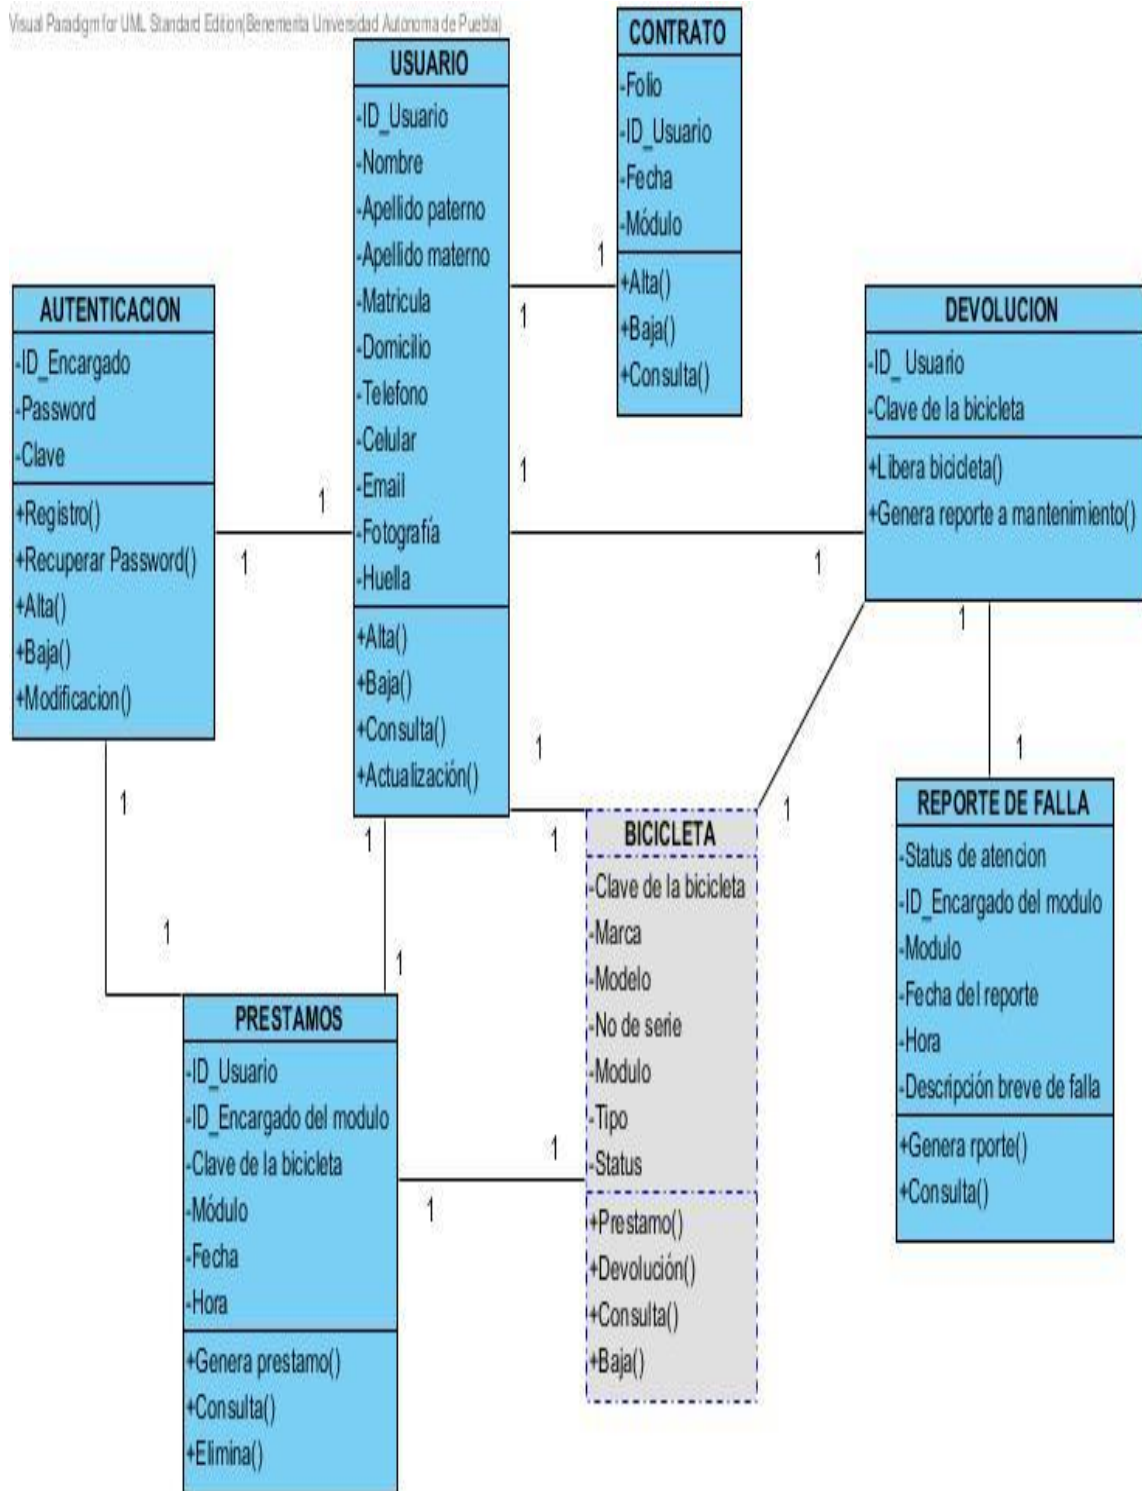 Visual Paradigm for UML Standard Edition(Benemerita Universidad Autonoma de Puebla)
USUARIO
-ID_Usuario
-Nombre
-Apellido paterno
-Apellido materno
-Matricula
-Domicilio
-Telefono
-Celular
-Email
-Fotografía
-Huella
+Alta()
+Baja()
+Consulta()
+Actualización()
CONTRATO
-Folio
-ID_Usuario
-Fecha
-Módulo
+Alta()
+Baja()
+Consulta()
1
1
AUTENTICACION
-ID_Encargado
-Password
-Clave
+Registro()
+Recuperar Password()
+Alta()
+Baja()
+Modificacion()
1
1
DEVOLUCION
-ID_ Usuario
-Clave de la bicicleta
+Libera bicicleta()
+Genera reporte a mantenimiento()
1
1
1
1
1
1
1
REPORTE DE FALLA
-Status de atencion
-ID_Encargado del modulo
-Modulo
-Fecha del reporte
-Hora
-Descripción breve de falla
+Genera rporte()
+Consulta()
BICICLETA
-Clave de la bicicleta
-Marca
-Modelo
-No de serie
-Modulo
-Tipo
-Status
+Prestamo()
+Devolución()
+Consulta()
+Baja()
1
1
1
1
1
1
PRESTAMOS
-ID_Usuario
-ID_Encargado del modulo
-Clave de la bicicleta
-Módulo
-Fecha
-Hora
+Genera prestamo()
+Consulta()
+Elimina()